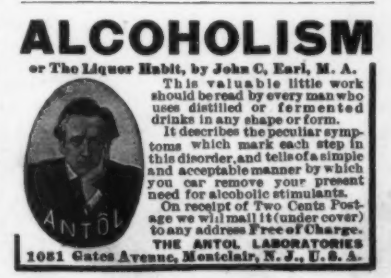 ALCOHOLISM
or The Liquor Habit, by John C, Earl, M. A.
This valuable little work
should be read by every man who
uses distilled or fermented
drinks in any shape or form.
It describes the peculiar symp-
toms which mark each step in
this disorder, and tells of a simple
and acceptable manner by which
you car remove your present
need for alcoholic stimulants.
On receipt of Two Cents Post-
age we will mail it (under cover)
to any address Free of Charge.
ANTÔL
THE ANTOL LABORATORIES
1051 Gates Avenue, Montclair, N. J., U. S. A.